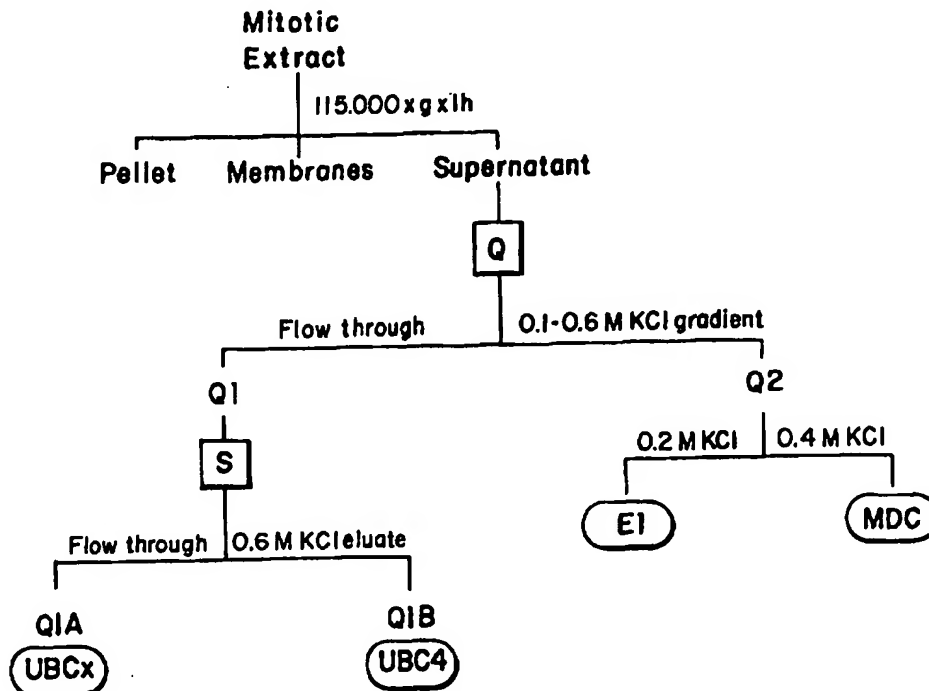 Mitotic
Extract
115.000 x g x 1h
Pellet Membranes Supernatant
Q
Flow through 0.1-0.6 M KCl gradient
Q1 Q2
S 0.2 M KCl 0.4 M KCl
E1 MDC
Flow through 0.6 M KCl eluate
Q1A Q1B
UBCx UBC4